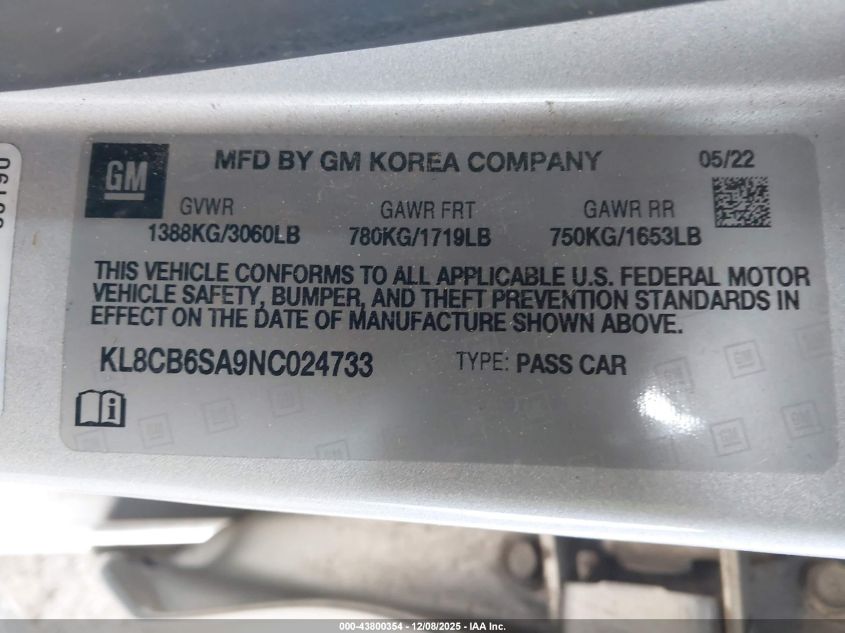 GM
MFD BY GM KOREA COMPANY
05/22
GVWR
GAWR FRT
GAWR RR
1388KG/3060LB
780KG/1719LB
750KG/1653LB
THIS VEHICLE CONFORMS TO ALL APPLICABLE U.S. FEDERAL MOTOR
VEHICLE SAFETY, BUMPER, AND THEFT PREVENTION STANDARDS IN
EFFECT ON THE DATE OF MANUFACTURE SHOWN ABOVE.
KL8CB6SA9NC024733
TYPE: PASS CAR
000-43800354 - 12/08/2025 - IAA Inc.